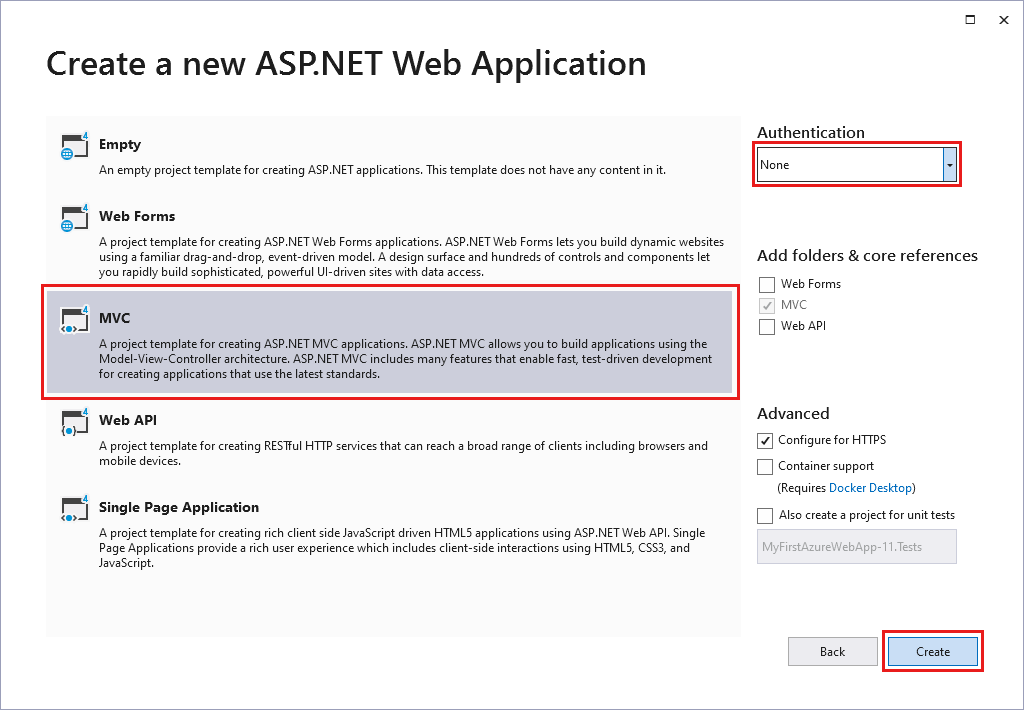 Create a new ASP.NET Web Application
4
Empty
An empty project template for creating ASP.NET applications. This template does not have any content in it.
4
Web Forms
A project template for creating ASP.NET Web Forms applications. ASP.NET Web Forms lets you build dynamic websites
using a familiar drag-and-drop, event-driven model. A design surface and hundreds of controls and components let
you rapidly build sophisticated, powerful UI-driven sites with data access.
4
MVC
A project template for creating ASP.NET MVC applications. ASP.NET MVC allows you to build applications using the
Model-View-Controller architecture. ASP.NET MVC includes many features that enable fast, test-driven development
for creating applications that use the latest standards.
4
Web API
A project template for creating RESTful HTTP services that can reach a broad range of clients including browsers and
mobile devices.
4
Single Page Application
A project template for creating rich client side JavaScript driven HTML5 applications using ASP.NET Web API. Single
Page Applications provide a rich user experience which includes client-side interactions using HTML5, CSS3, and
JavaScript.
Authentication
None
Add folders & core references
Web Forms
MVC
Web API
Advanced
Configure for HTTPS
Container support
(Requires Docker Desktop)
Also create a project for unit tests
MyFirstAzureWebApp-11.Tests
Back
Create